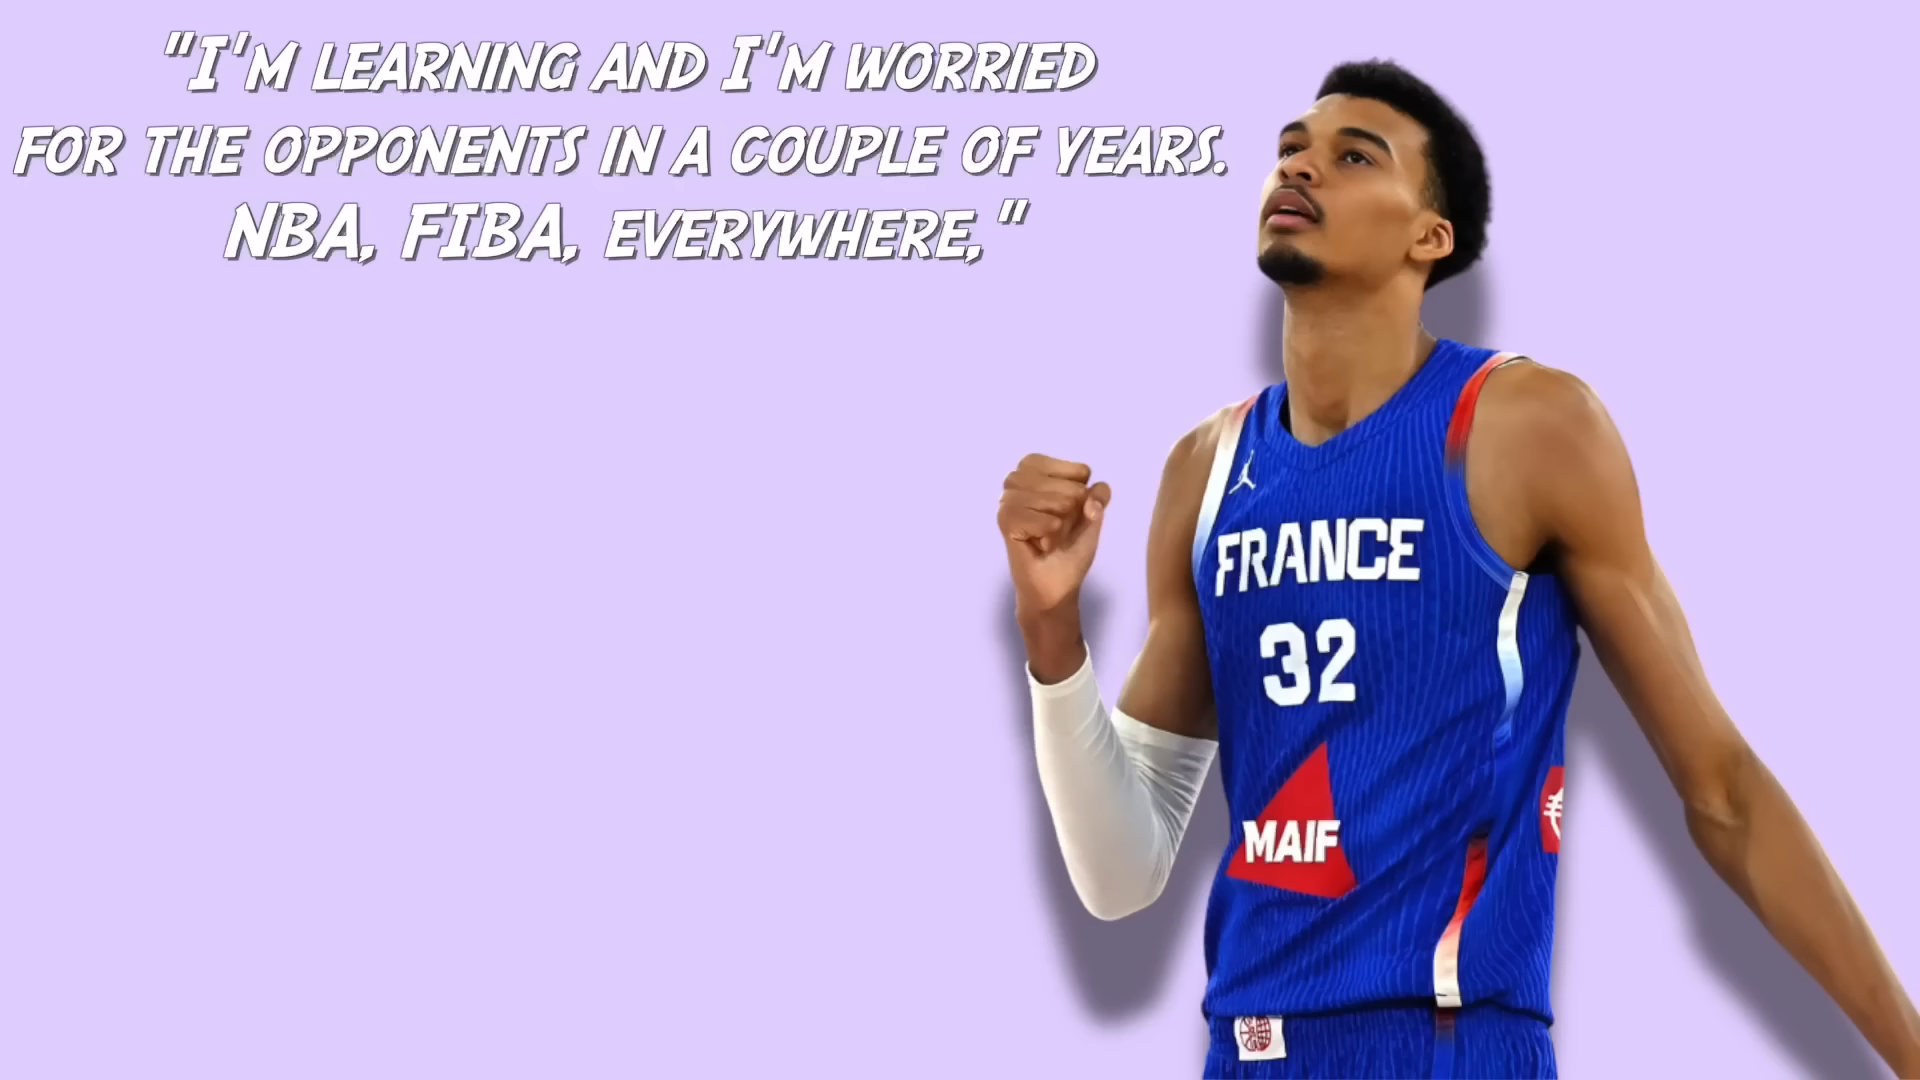 "I'M LEARNING AND I'M WORRIED
FOR THE OPPONENTS IN A COUPLE OF YEARS.
NBA, FIBA, EVERYWHERE,"
FRANCE
32
MAIF